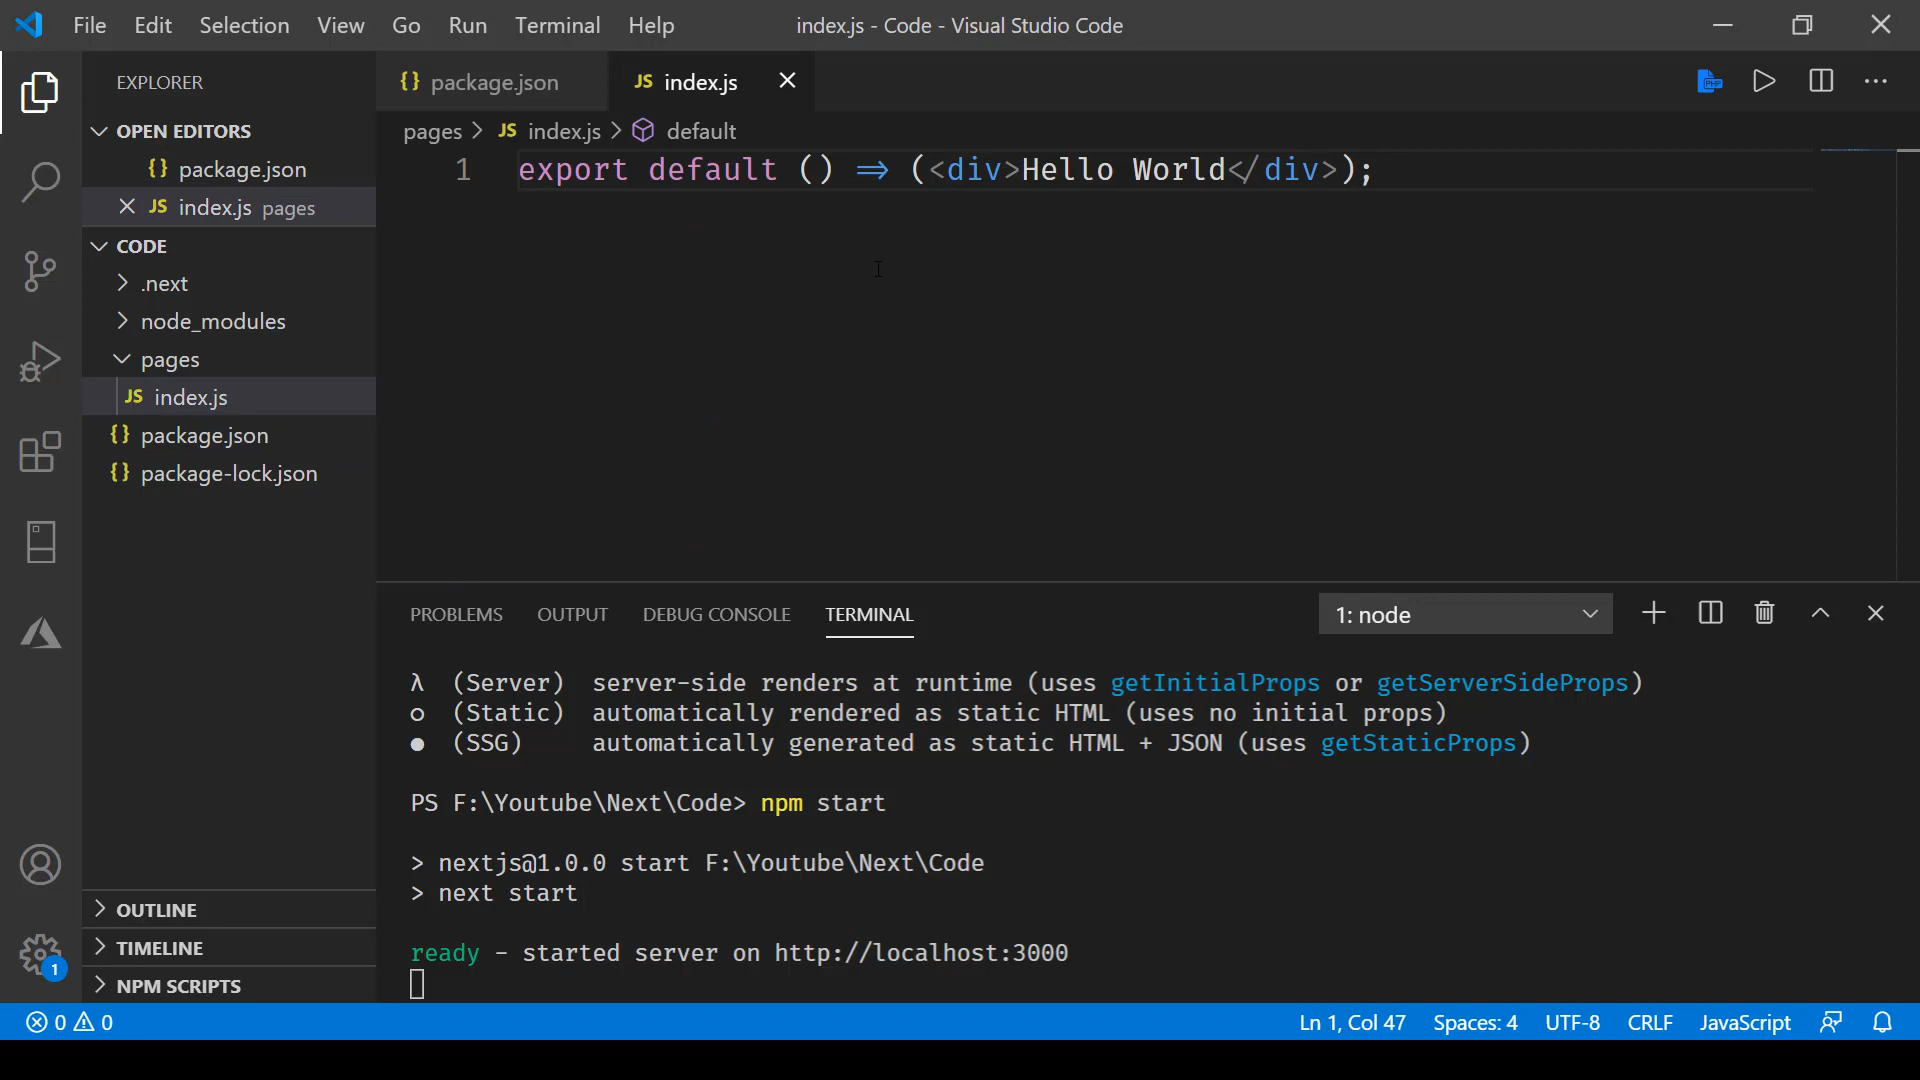 File Edit Selection View Go Run Terminal Help index.js - Code - Visual Studio Code
EXPLORER
OPEN EDITORS
{} package.json
JS index.js pages
CODE
.next
node_modules
pages
JS index.js
{} package.json
{} package-lock.json
OUTLINE
TIMELINE
NPM SCRIPTS
{} package.json JS index.js
pages > JS index.js > default
1 export default () => (<div>Hello World</div>);
PROBLEMS OUTPUT DEBUG CONSOLE TERMINAL 1: node
λ (Server) server-side renders at runtime (uses getInitialProps or getServerSideProps)
○ (Static) automatically rendered as static HTML (uses no initial props)
● (SSG) automatically generated as static HTML + JSON (uses getStaticProps)
PS F:\Youtube\Next\Code> npm start
> nextjs@1.0.0 start F:\Youtube\Next\Code
> next start
ready - started server on http://localhost:3000
1
0 0 Ln 1, Col 47 Spaces: 4 UTF-8 CRLF JavaScript